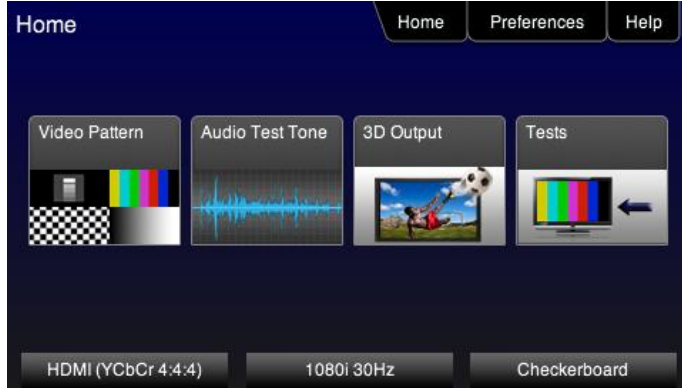 Home
Home
Preferences
Help
Video Pattern
Audio Test Tone
3D Output
Tests
HDMI (YCbCr 4:4:4)
1080i 30Hz
Checkerboard